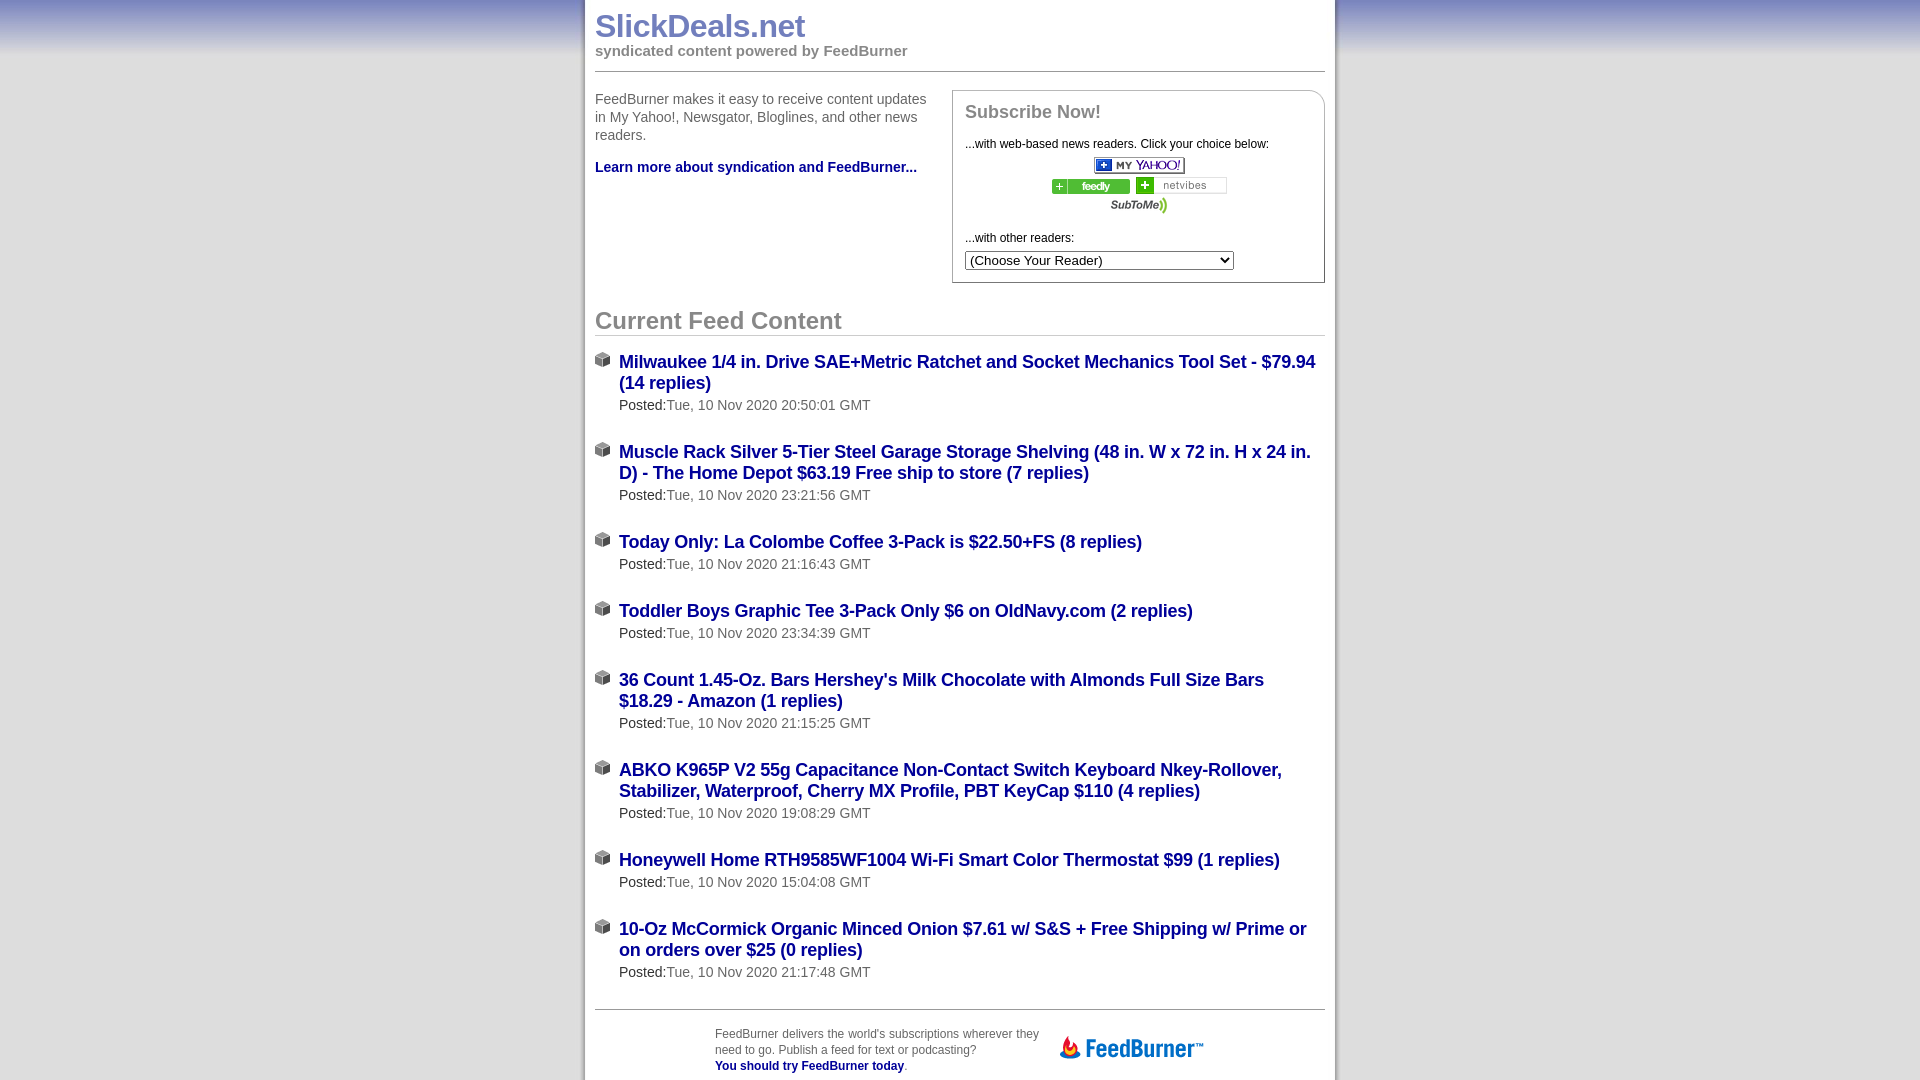 SlickDeals.net
syndicated content powered by FeedBurner
FeedBurner makes it easy to receive content updates
in My Yahoo!, Newsgator, Bloglines, and other news
readers.
Learn more about syndication and FeedBurner...
Subscribe Now!
...with web-based news readers. Click your choice below:
MY YAHOO!
feedly
netvibes
SubToMe
...with other readers:
(Choose Your Reader)
Current Feed Content
Milwaukee 1/4 in. Drive SAE+Metric Ratchet and Socket Mechanics Tool Set - $79.94
(14 replies)
Posted:Tue, 10 Nov 2020 20:50:01 GMT
Muscle Rack Silver 5-Tier Steel Garage Storage Shelving (48 in. W x 72 in. H x 24 in.
D) - The Home Depot $63.19 Free ship to store (7 replies)
Posted:Tue, 10 Nov 2020 23:21:56 GMT
Today Only: La Colombe Coffee 3-Pack is $22.50+FS (8 replies)
Posted:Tue, 10 Nov 2020 21:16:43 GMT
Toddler Boys Graphic Tee 3-Pack Only $6 on OldNavy.com (2 replies)
Posted:Tue, 10 Nov 2020 23:34:39 GMT
36 Count 1.45-Oz. Bars Hershey's Milk Chocolate with Almonds Full Size Bars
$18.29 - Amazon (1 replies)
Posted:Tue, 10 Nov 2020 21:15:25 GMT
ABKO K965P V2 55g Capacitance Non-Contact Switch Keyboard Nkey-Rollover,
Stabilizer, Waterproof, Cherry MX Profile, PBT KeyCap $110 (4 replies)
Posted:Tue, 10 Nov 2020 19:08:29 GMT
Honeywell Home RTH9585WF1004 Wi-Fi Smart Color Thermostat $99 (1 replies)
Posted:Tue, 10 Nov 2020 15:04:08 GMT
10-Oz McCormick Organic Minced Onion $7.61 w/ S&S + Free Shipping w/ Prime or
on orders over $25 (0 replies)
Posted:Tue, 10 Nov 2020 21:17:48 GMT
FeedBurner delivers the world's subscriptions wherever they
need to go. Publish a feed for text or podcasting?
You should try FeedBurner today.
FeedBurner™